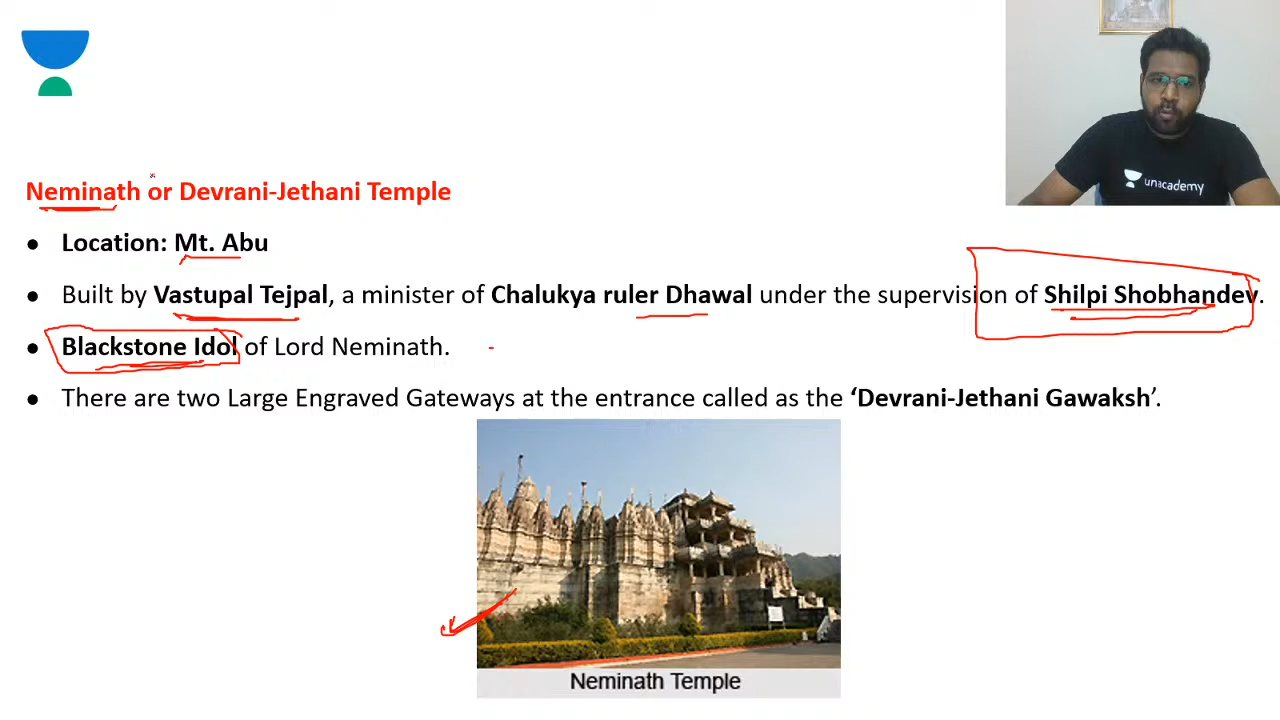 unacademy
Neminath or Devrani-Jethani Temple
● Location: Mt. Abu
● Built by Vastupal Tejpal, a minister of Chalukya ruler Dhawal under the supervision of Shilpi Shobhandev.
● Blackstone Idol of Lord Neminath.
● There are two Large Engraved Gateways at the entrance called as the ‘Devrani-Jethani Gawaksh’.
Neminath Temple